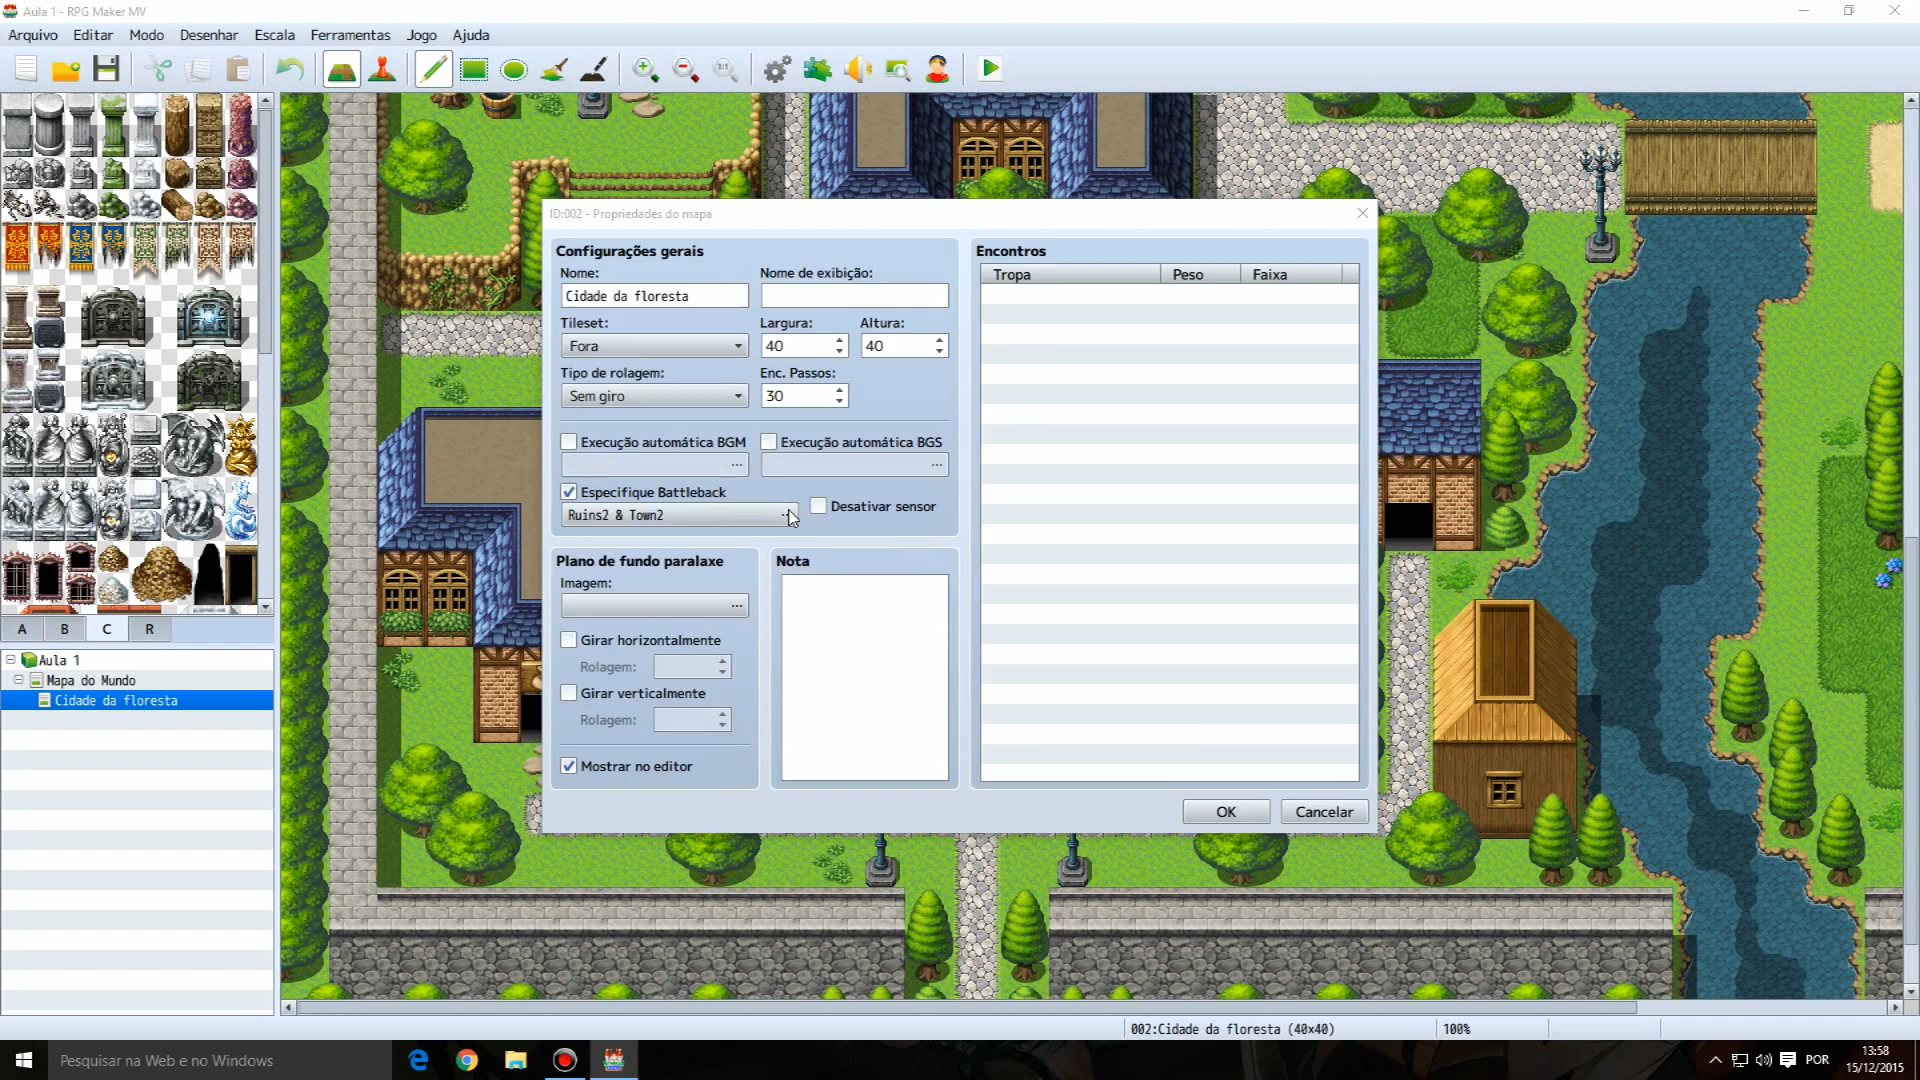 Aula 1 - RPG Maker MV
Arquivo Editar Modo Desenhar Escala Ferramentas Jogo Ajuda
1:1
ID:002 - Propriedades do mapa
Configurações gerais
Nome: Nome de exibição:
Cidade da floresta
Tileset: Largura: Altura:
Fora 40 40
Tipo de rolagem: Enc. Passos:
Sem giro 30
Execução automática BGM Execução automática BGS
... ...
Especifique Battleback
Ruins2 & Town2 ...
Desativar sensor
Plano de fundo paralaxe
Imagem:
...
Girar horizontalmente
Rolagem:
Girar verticalmente
Rolagem:
Mostrar no editor
Nota
Encontros
Tropa Peso Faixa
OK Cancelar
A B C R
Aula 1
Mapa do Mundo
Cidade da floresta
002:Cidade da floresta (40x40) 100%
Pesquisar na Web e no Windows
POR
13:58
15/12/2015